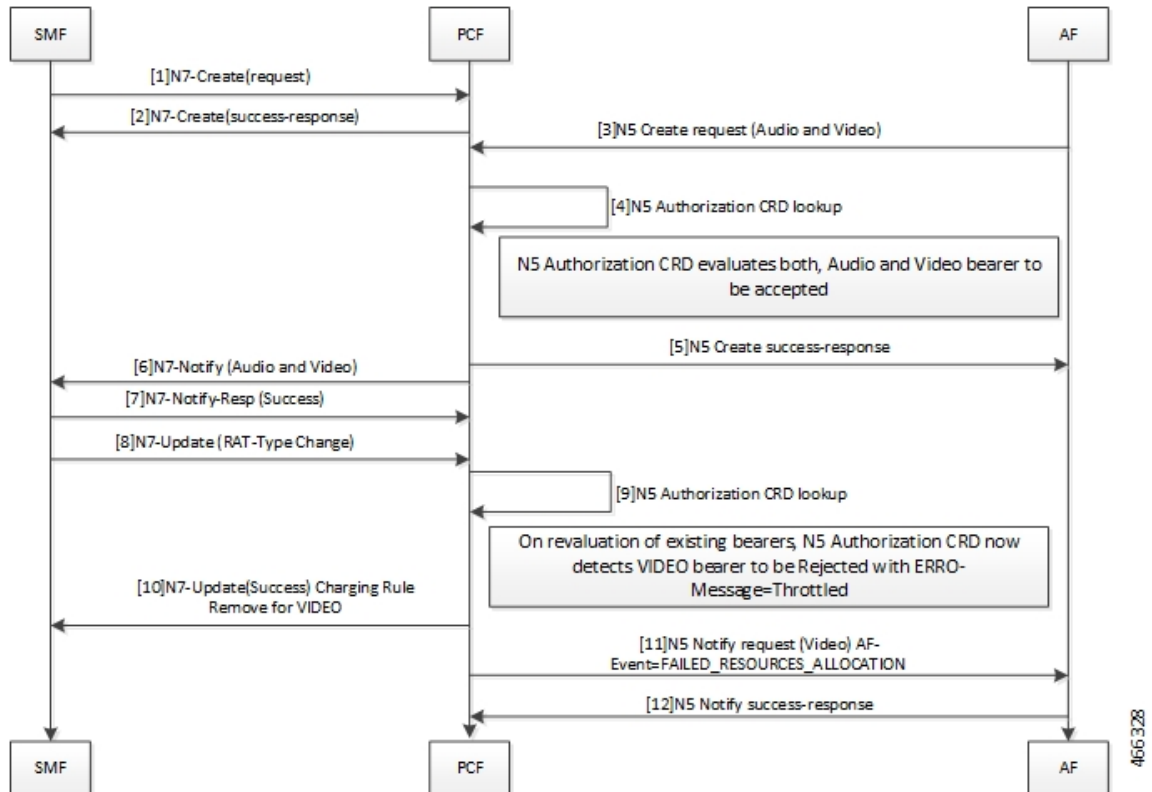 SMF
PCF
AF
[1]N7-Create(request)
[2]N7-Create(success-response)
[3]N5 Create request (Audio and Video)
[4]N5 Authorization CRD lookup
N5 Authorization CRD evaluates both, Audio and Video bearer to
be accepted
[5]N5 Create success-response
[6]N7-Notify (Audio and Video)
[7]N7-Notify-Resp (Success)
[8]N7-Update (RAT-Type Change)
[9]N5 Authorization CRD lookup
On revaluation of existing bearers, N5 Authorization CRD now
detects VIDEO bearer to be Rejected with ERRO-
Message=Throttled
[10]N7-Update(Success) Charging Rule
Remove for VIDEO
[11]N5 Notify request (Video) AF-
Event=FAILED_RESOURCES_ALLOCATION
[12]N5 Notify success-response
SMF
PCF
AF
466328